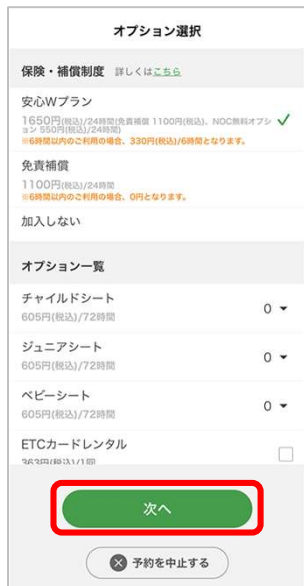 オプション選択
保険・補償制度 詳しくはこちら
安心Wプラン
1650円(税込)/24時間(免責補償 1100円(税込)、NOC無料オプシ
ョン 550円(税込)/24時間)
※6時間以内のご利用の場合、330円(税込)/6時間となります。
免責補償
1100円(税込)/24時間
※6時間以内のご利用の場合、0円となります。
加入しない
オプション一覧
チャイルドシート
605円(税込)/72時間
0
ジュニアシート
605円(税込)/72時間
0
ベビーシート
605円(税込)/72時間
0
ETCカードレンタル
363円(税込)/1回
次へ
予約を中止する